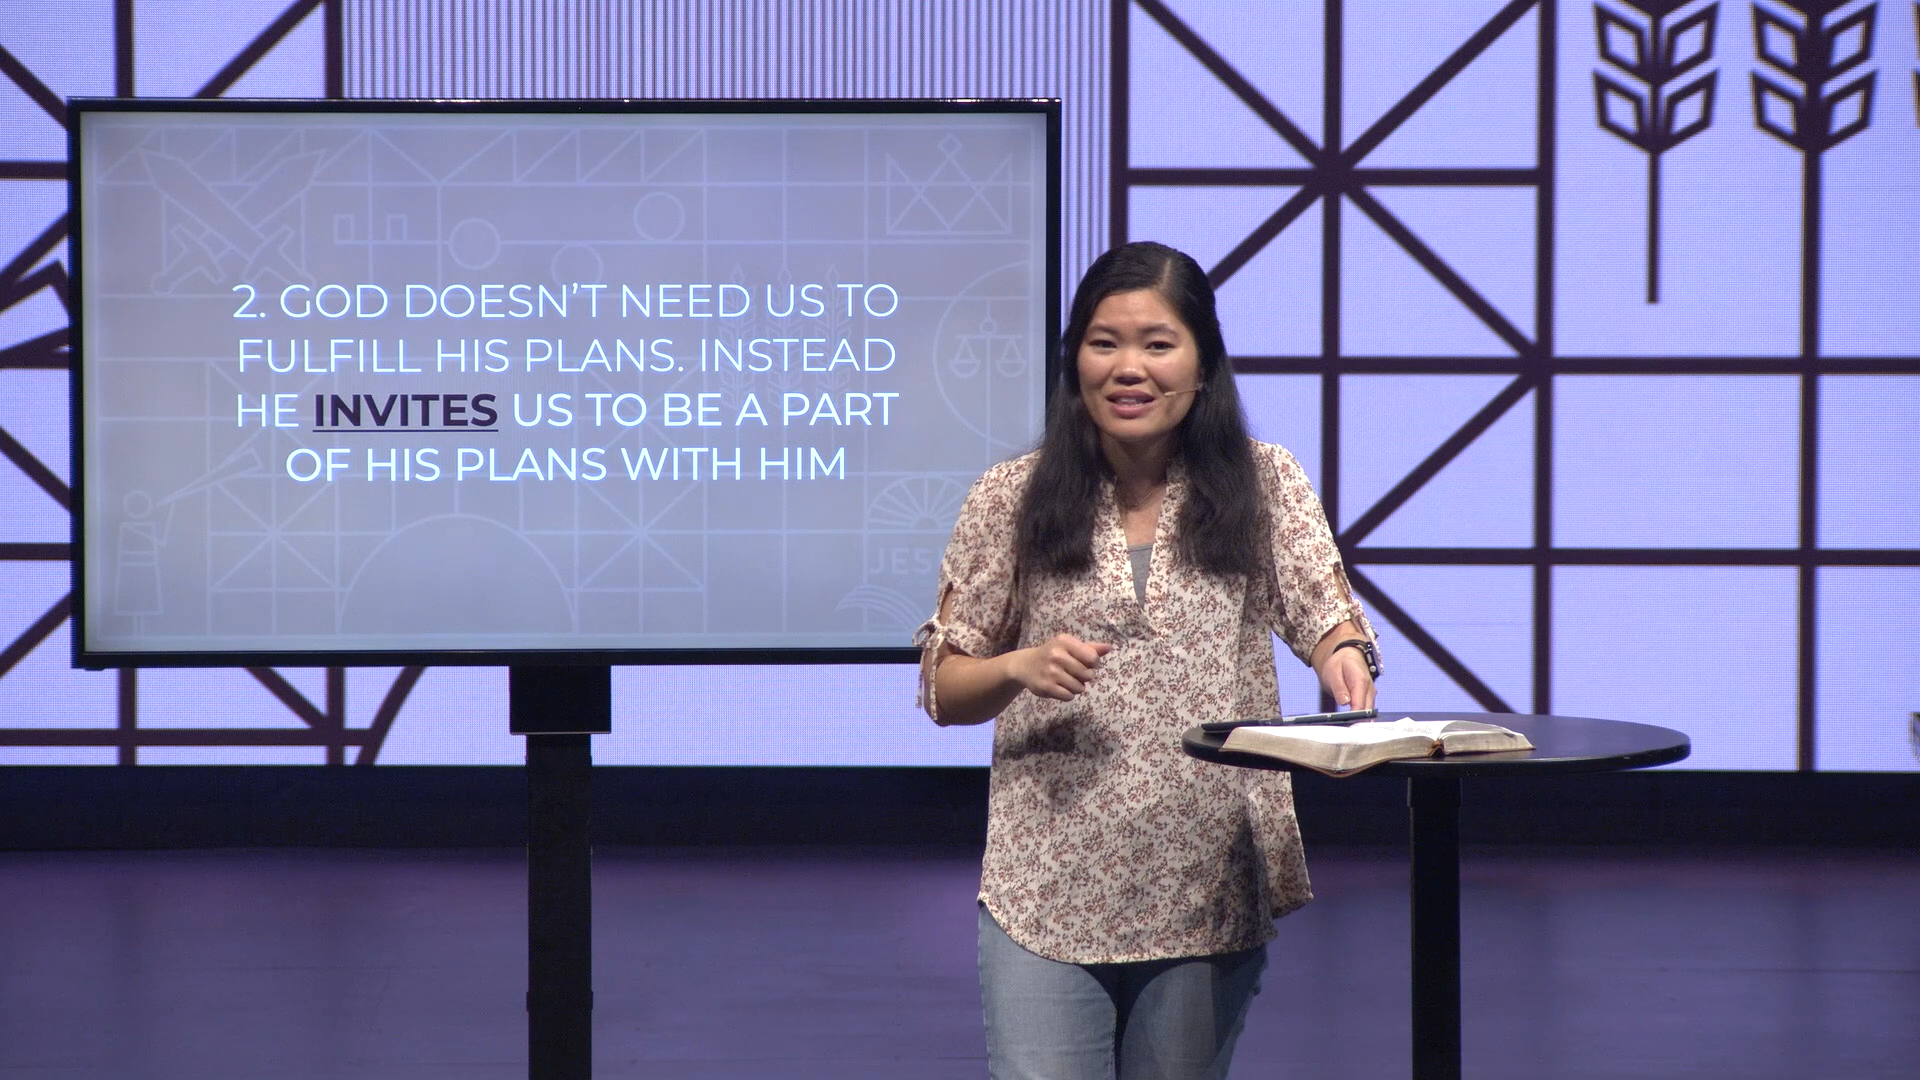 2. GOD DOESN'T NEED US TO
FULFILL HIS PLANS. INSTEAD
HE INVITES US TO BE A PART
OF HIS PLANS WITH HIM